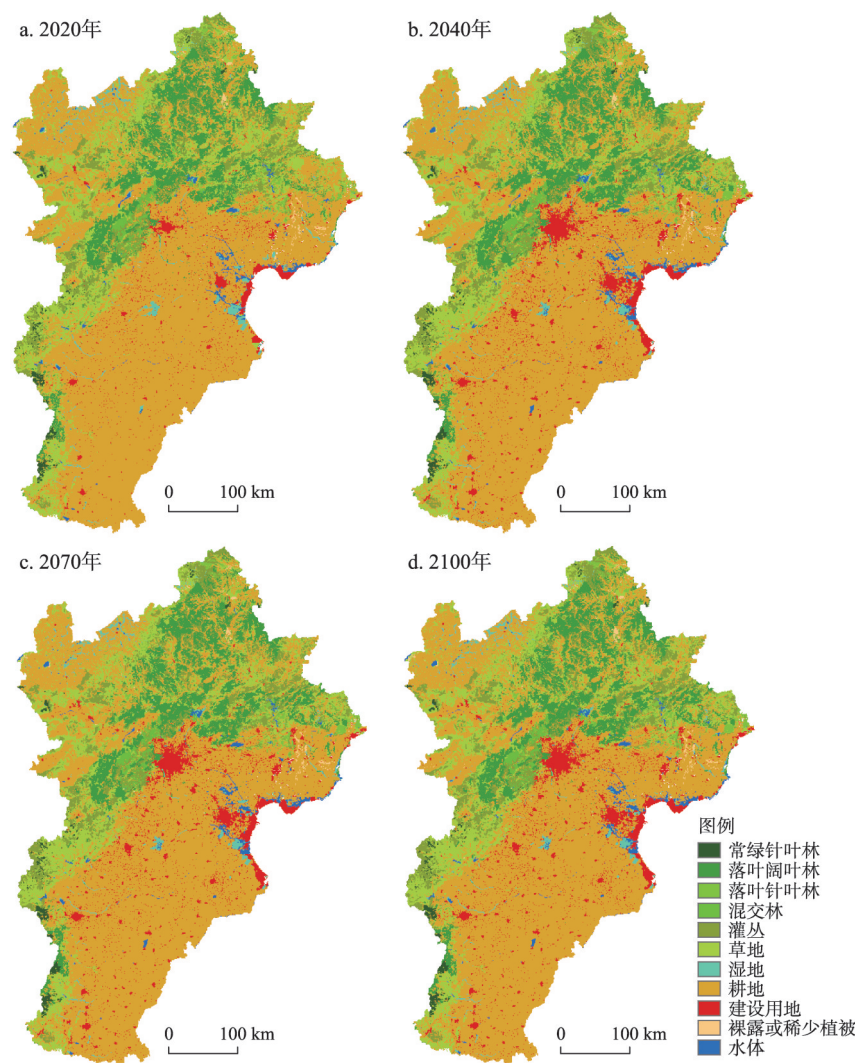 a. 2020年
b. 2040年
0 100 km
0 100 km
c. 2070年
d. 2100年
0 100 km
0 100 km
图例
常绿针叶林
落叶阔叶林
落叶针叶林
混交林
灌丛
草地
湿地
耕地
建设用地
裸露或稀少植被
水体